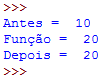 >>>
Antes =  10
Função =  20
Depois =  20
>>>